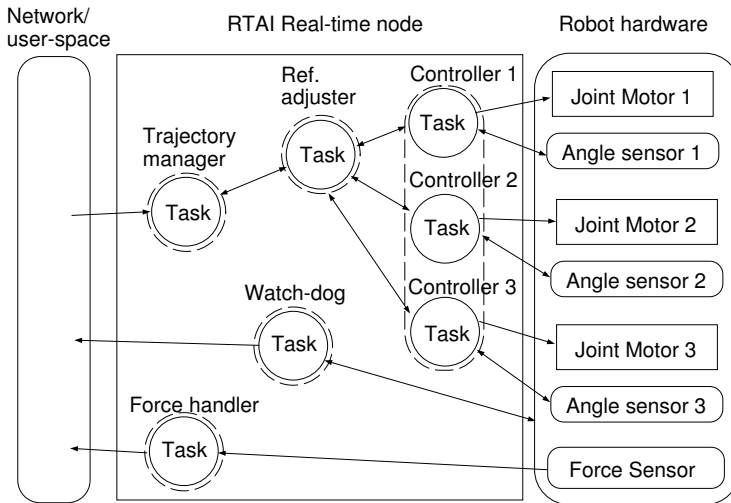 Network/
user-space
RTAI Real-time node
Robot hardware
Ref.
adjuster
Controller 1
Joint Motor 1
Task
Trajectory
manager
Task
Angle sensor 1
Controller 2
Task
Task
Joint Motor 2
Angle sensor 2
Watch-dog
Controller 3
Task
Task
Joint Motor 3
Force handler
Angle sensor 3
Task
Force Sensor